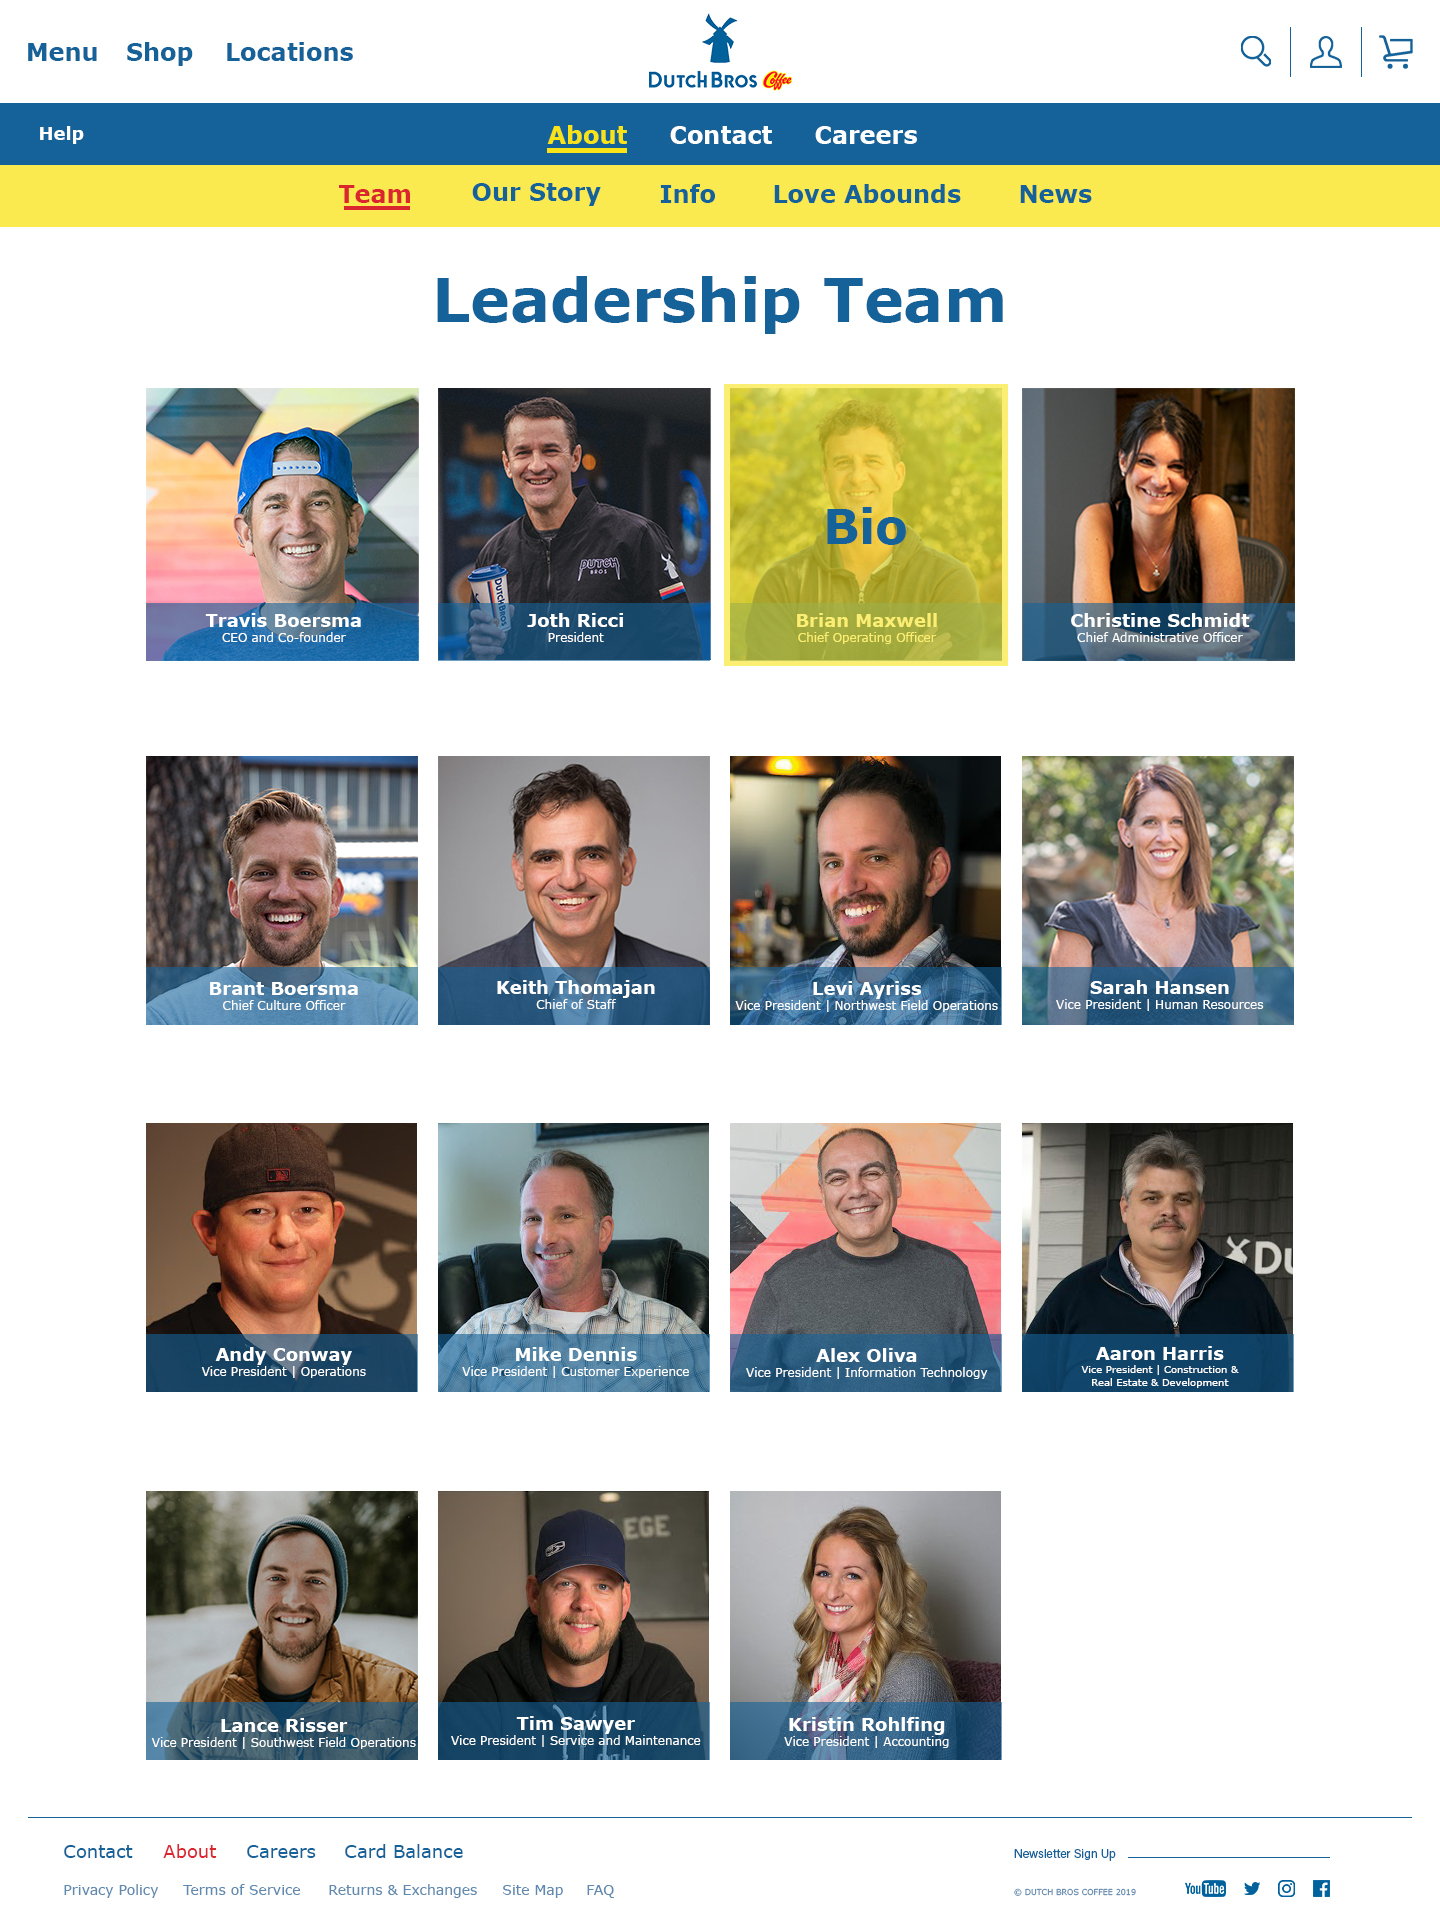 Menu Shop Locations
DUTCH BROS Coffee
Help
About Contact Careers
Team Our Story Info Love Abounds News
Leadership Team
DUTCH
BROS
DUTCH BROS
Bio
Travis Boersma
CEO and Co-founder
Joth Ricci
President
Brian Maxwell
Chief Operating Officer
Christine Schmidt
Chief Administrative Officer
Brant Boersma
Chief Culture Officer
Keith Thomajan
Chief of Staff
Levi Ayriss
Vice President | Northwest Field Operations
Sarah Hansen
Vice President | Human Resources
DU
Andy Conway
Vice President | Operations
Mike Dennis
Vice President | Customer Experience
Alex Oliva
Vice President | Information Technology
Aaron Harris
Vice President | Construction &
Real Estate & Development
LEGE
Lance Risser
Vice President | Southwest Field Operations
Tim Sawyer
Vice President | Service and Maintenance
Kristin Rohlfing
Vice President | Accounting
Contact About Careers Card Balance
Newsletter Sign Up
Privacy Policy Terms of Service Returns & Exchanges Site Map FAQ
© DUTCH BROS COFFEE 2019
YouTube